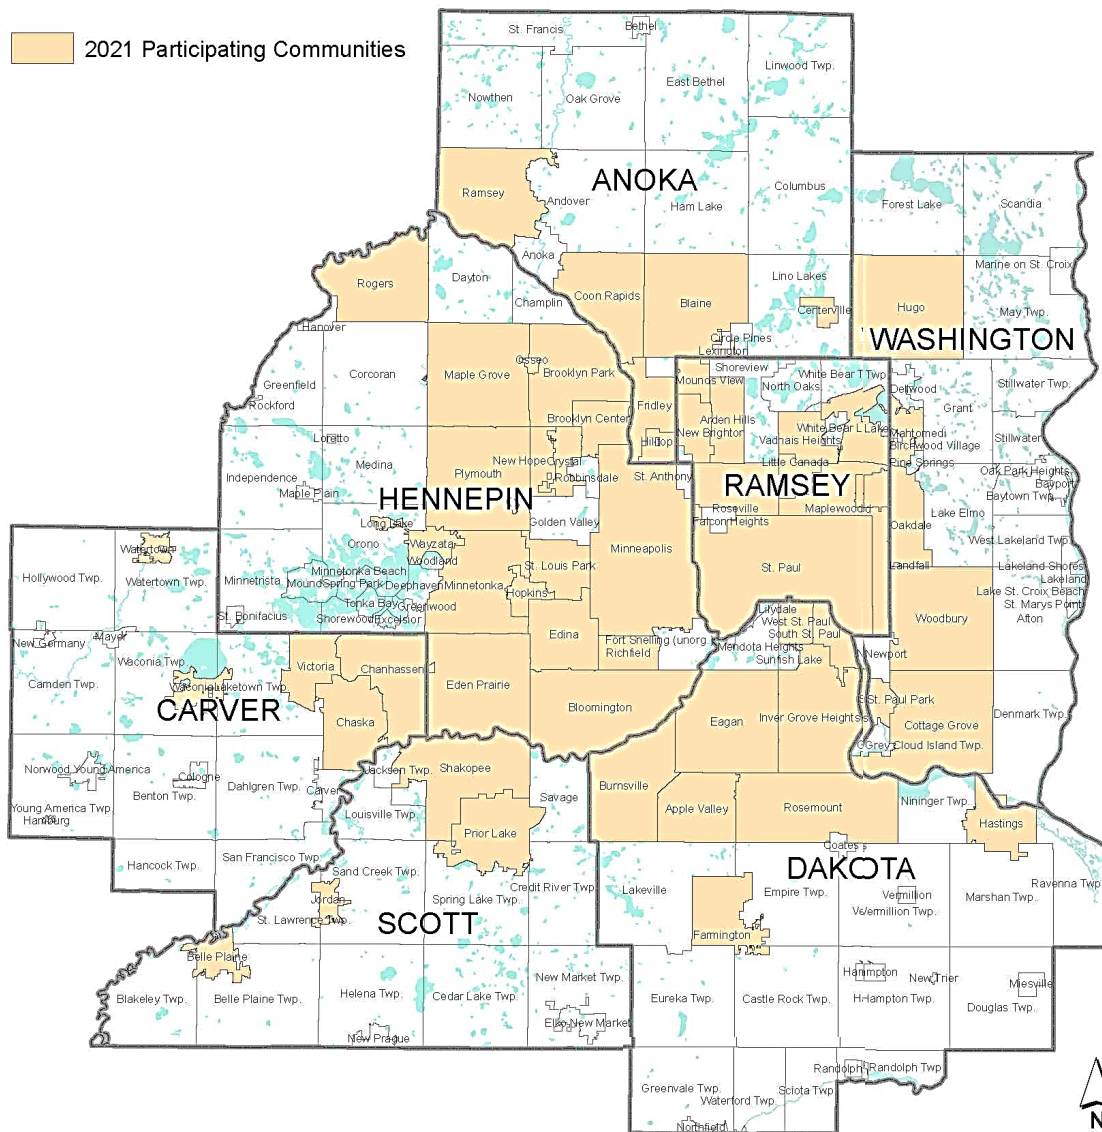 2021 Participating Communities
St. Francis
Bethel
Linwood Twp.
East Bethel
Nowthen
Oak Grove
ANOKA
Ramsey
Andover
Ham Lake
Columbus
Forest Lake
Scandia
Anoka
Dayton
Rogers
Champlin
Coon Rapids
Blaine
Lino Lakes
Centerville
Hugo
Marine on St. Croix
May Twp.
WASHINGTON
Hanover
Circle Pines
Lexington
Osseo
Corcoran
Maple Grove
Brooklyn Park
Mounds View
Shoreview
North Oaks
White Bear Twp.
Dellwood
Stillwater Twp.
Greenfield
Rockford
Grant
Fridley
Arden Hills
Brooklyn Center
Hilltop
New Brighton
White Bear Lake
Vadnais Heights
Mahtomedi
Birchwood Village
Stillwater
Loretto
Medina
New Hope
Crystal
Little Canada
Pine Springs
Oak Park Heights
Bayport
Baytown Twp.
Independence
Plymouth
Robbinsdale
St. Anthony
RAMSEY
Maple Plain
HENNEPIN
Roseville
Maplewood
Lake Elmo
Long Lake
Golden Valley
Falcon Heights
Oakdale
Orono
Wayzata
Woodland
Minneapolis
West Lakeland Twp.
Watertown
Hollywood Twp.
Watertown Twp.
Minnetrista
Minnetonka Beach
Mound
Spring Park
Deephaven
Minnetonka
St. Louis Park
St. Paul
Landfall
Lakeland Shores
Lakeland
Lake St. Croix Beach
St. Marys Point
Afton
Hopkins
Tonka Bay
Greenwood
Shorewood
Excelsior
St. Bonifacius
Woodbury
Lilydale
West St. Paul
South St. Paul
New Germany
Mayer
Edina
Fort Snelling (unorg.)
Richfield
Mendota Heights
Sunfish Lake
Newport
Waconia Twp.
Victoria
Chanhassen
Camden Twp.
Waconia
Laketown Twp.
Eden Prairie
CARVER
Bloomington
St. Paul Park
Chaska
Eagan
Inver Grove Heights
Cottage Grove
Denmark Twp.
Grey Cloud Island Twp.
Norwood Young America
Cologne
Jackson Twp.
Shakopee
Benton Twp.
Dahlgren Twp.
Carver
Burnsville
Savage
Nininger Twp.
Young America Twp.
Hamburg
Louisville Twp.
Apple Valley
Rosemount
Prior Lake
Hastings
Coates
Hancock Twp.
San Francisco Twp.
Sand Creek Twp.
DAKOTA
Credit River Twp.
Lakeville
Empire Twp.
Ravenna Twp.
Jordan
Spring Lake Twp.
Vermillion
Marshan Twp.
St. Lawrence Twp.
SCOTT
Vermillion Twp.
Farmington
Belle Plaine
Blakeley Twp.
Belle Plaine Twp.
Helena Twp.
Cedar Lake Twp.
New Market Twp.
Eureka Twp.
Castle Rock Twp.
Hampton
Hampton Twp.
New Trier
Miesville
Douglas Twp.
Elko New Market
New Prague
Randolph
Randolph Twp.
Greenvale Twp.
Waterford Twp.
Sciota Twp.
Northfield
N